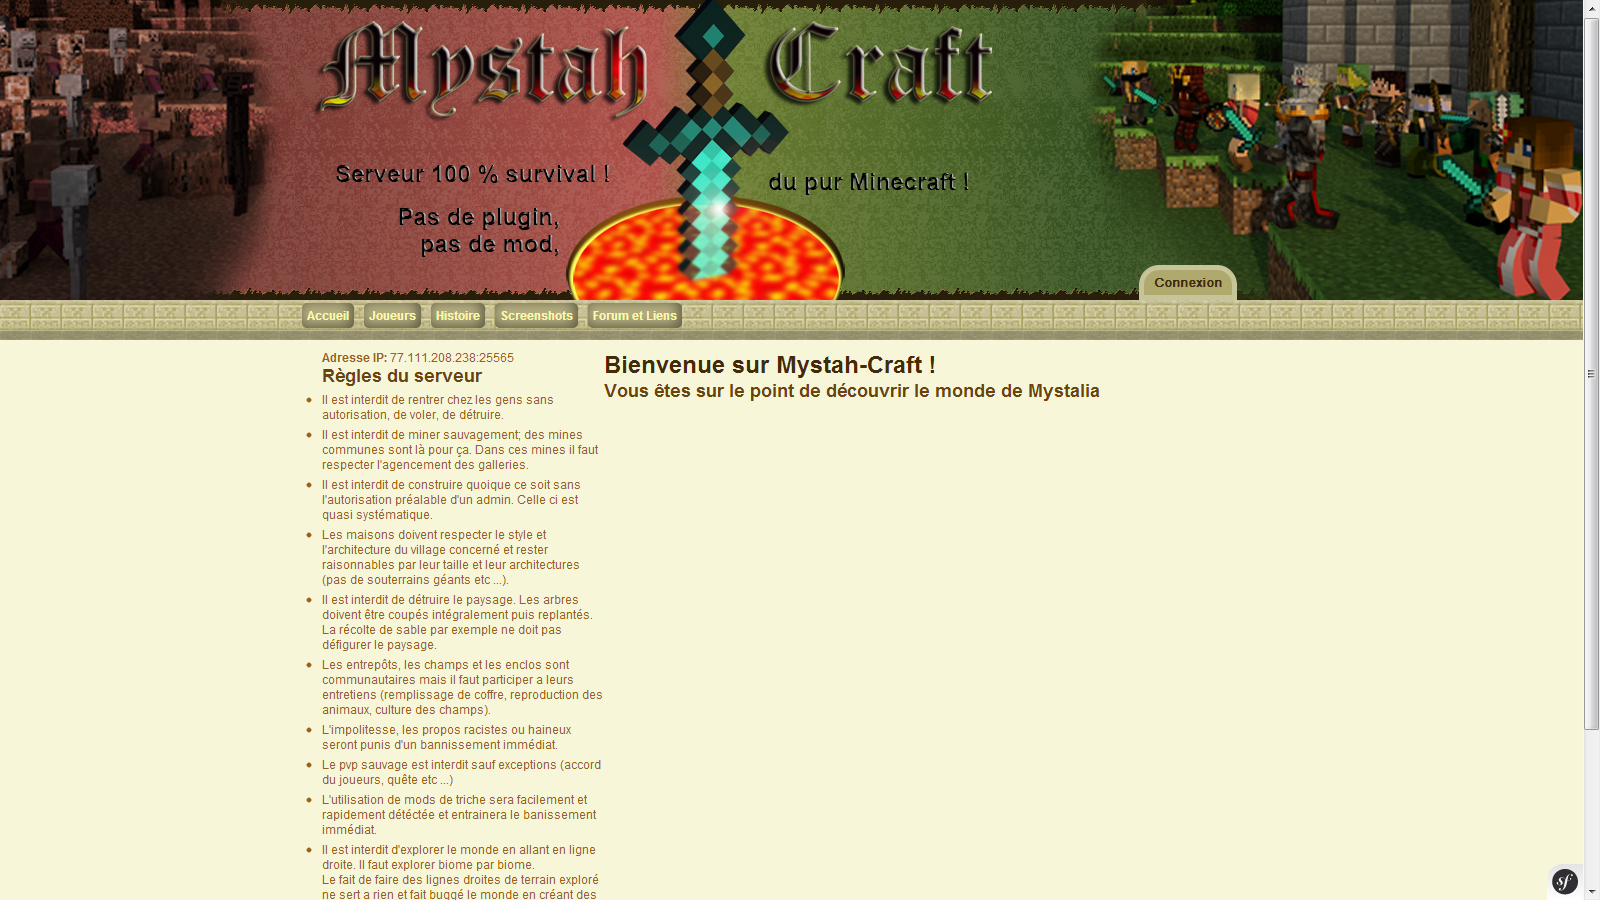 Mystah Craft
Serveur 100 % survival !
du pur Minecraft !
Pas de plugin,
pas de mod,
Connexion
Accueil
Joueurs
Histoire
Screenshots
Forum et Liens
Adresse IP: 77.111.208.238:25565
Règles du serveur
Il est interdit de rentrer chez les gens sans
autorisation, de voler, de détruire.
Il est interdit de miner sauvagement; des mines
communes sont là pour ça. Dans ces mines il faut
respecter l'agencement des galleries.
Il est interdit de construire quoique ce soit sans
l'autorisation préalable d'un admin. Celle ci est
quasi systématique.
Les maisons doivent respecter le style et
l'architecture du village concerné et rester
raisonnables par leur taille et leur architectures
(pas de souterrains géants etc ...).
Il est interdit de détruire le paysage. Les arbres
doivent être coupés intégralement puis replantés.
La récolte de sable par exemple ne doit pas
défigurer le paysage.
Les entrepôts, les champs et les enclos sont
communautaires mais il faut participer a leurs
entretiens (remplissage de coffre, reproduction des
animaux, culture des champs).
L'impolitesse, les propos racistes ou haineux
seront punis d'un bannissement immédiat.
Le pvp sauvage est interdit sauf exceptions (accord
du joueurs, quête etc ...)
L'utilisation de mods de triche sera facilement et
rapidement détéctée et entrainera le banissement
immédiat.
Il est interdit d'explorer le monde en allant en ligne
droite. Il faut explorer biome par biome.
Le fait de faire des lignes droites de terrain exploré
ne sert a rien et fait buggé le monde en créant des
Bienvenue sur Mystah-Craft !
Vous êtes sur le point de découvrir le monde de Mystalia
sf